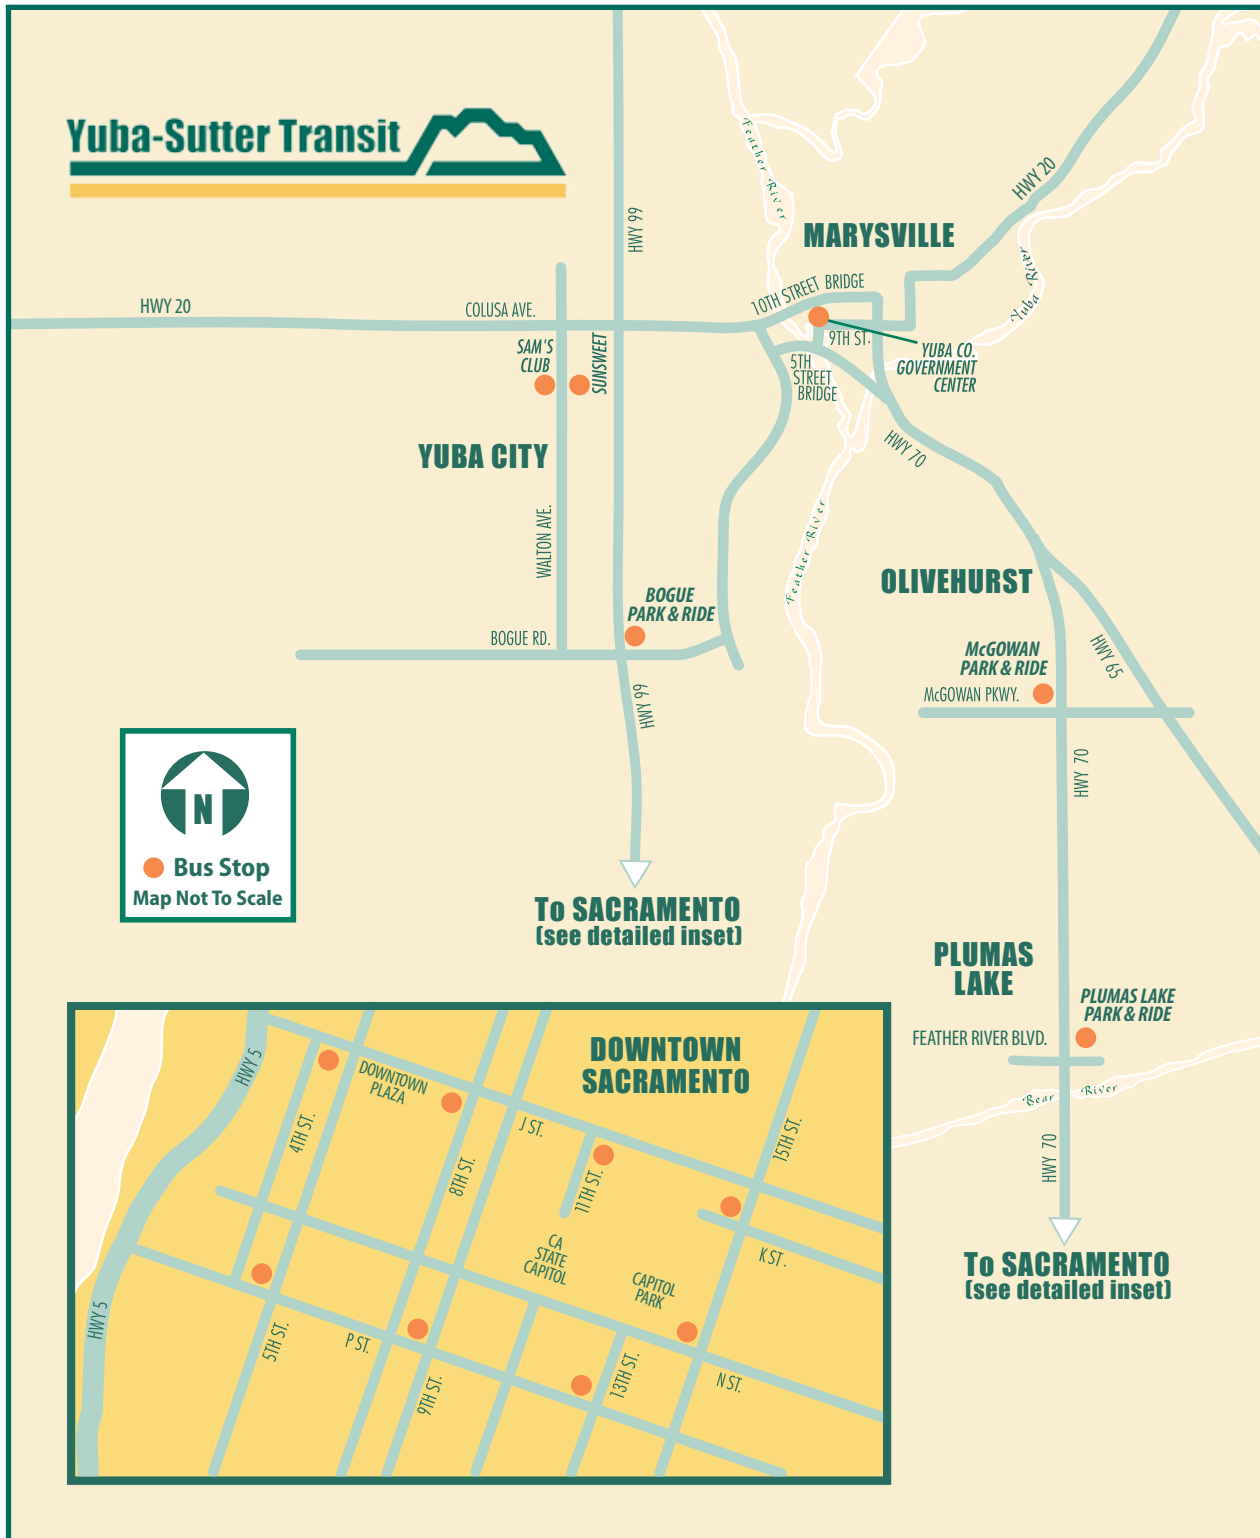 Yuba-Sutter Transit
HWY 99
Feather River
HWY 20
MARYSVILLE
Yuba River
10TH STREET BRIDGE
HWY 20
COLUSA AVE.
SAM'S
CLUB
SUNSWEET
9TH ST.
YUBA CO.
GOVERNMENT
CENTER
5TH
STREET
BRIDGE
YUBA CITY
HWY 70
WALTON AVE.
Feather River
OLIVEHURST
BOGUE
PARK & RIDE
BOGUE RD.
McGOWAN
PARK & RIDE
HWY 65
McGOWAN PKWY.
HWY 99
HWY 70
N
Bus Stop
Map Not To Scale
To SACRAMENTO
(see detailed inset)
PLUMAS
LAKE
PLUMAS LAKE
PARK & RIDE
FEATHER RIVER BLVD.
Bear River
HWY 70
To SACRAMENTO
(see detailed inset)
DOWNTOWN
SACRAMENTO
HWY 5
DOWNTOWN
PLAZA
4TH ST.
J ST.
15TH ST.
8TH ST.
11TH ST.
CA
STATE
CAPITOL
K ST.
CAPITOL
PARK
HWY 5
5TH ST.
P ST.
9TH ST.
13TH ST.
N ST.